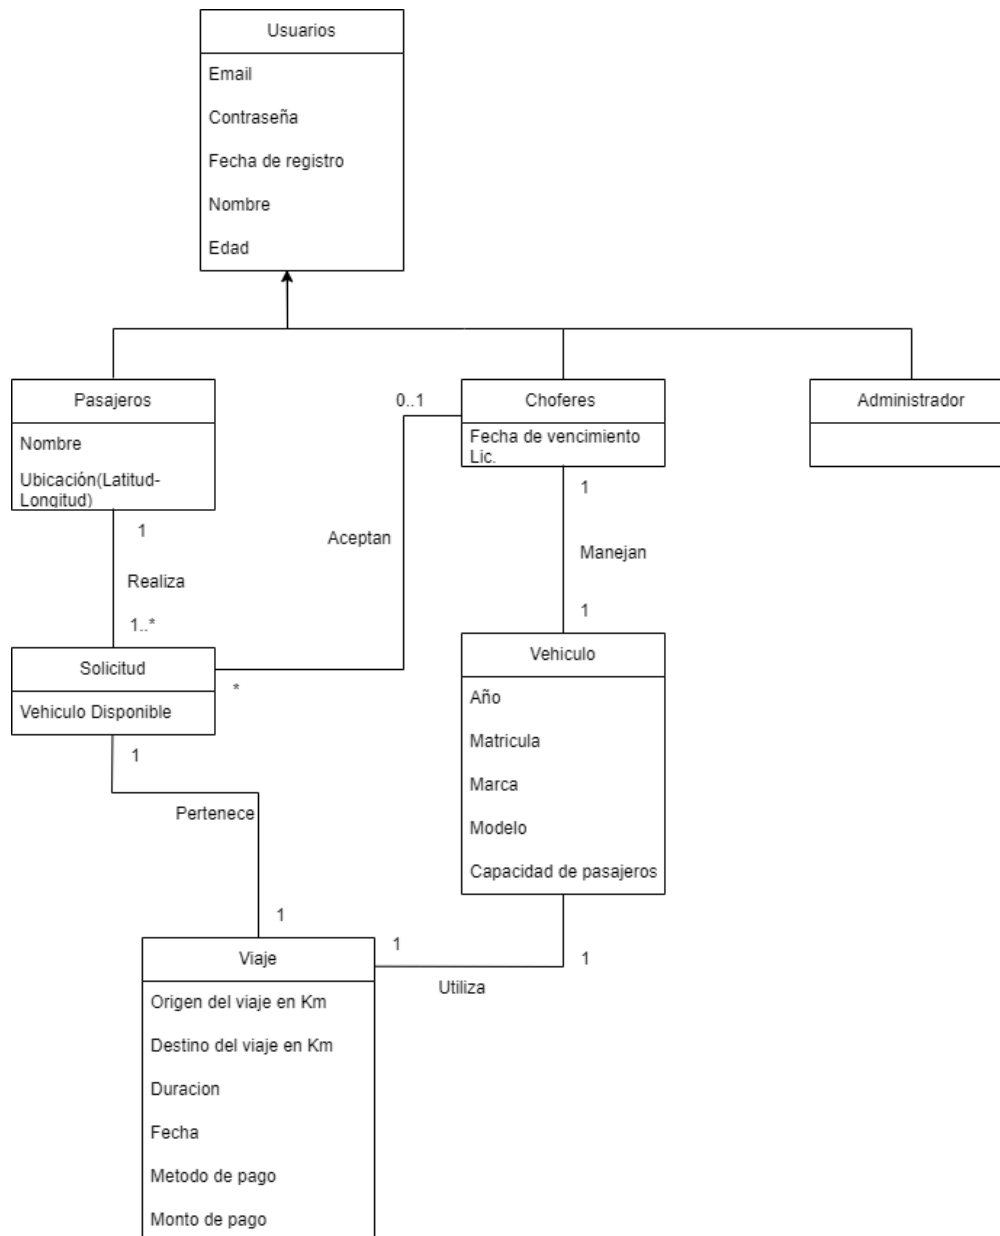 Usuarios
Email
Contraseña
Fecha de registro
Nombre
Edad
Pasajeros
Nombre
Ubicación(Latitud-
Longitud)
0..1
Choferes
Fecha de vencimiento
Lic.
Administrador
1
Realiza
1..*
Aceptan
1
Manejan
1
Solicitud
Vehiculo Disponible
*
1
Pertenece
1
Vehiculo
Año
Matricula
Marca
Modelo
Capacidad de pasajeros
1
Utiliza
1
Viaje
Origen del viaje en Km
Destino del viaje en Km
Duracion
Fecha
Metodo de pago
Monto de pago